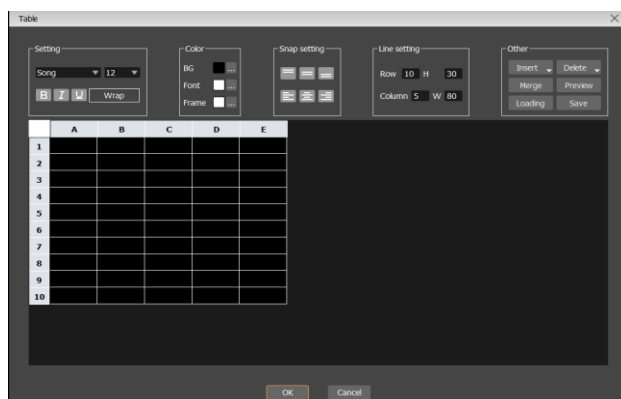 Table
Setting
Color
Snap setting
Line setting
Other
Song 12
B I U Wrap
BG ...
Font ...
Frame ...
Row 10 H 30
Column 5 W 80
Insert Delete
Merge Preview
Loading Save
A B C D E
1
2
3
4
5
6
7
8
9
10
OK Cancel